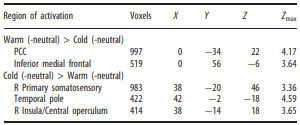 Region of activation Voxels X Y Z Zmax
Warm (-neutral) > Cold (-neutral)
PCC 997 0 −34 22 4.17
Inferior medial frontal 519 0 56 −6 3.64
Cold (-neutral) > Warm (-neutral)
R Primary somatosensory 983 38 −20 46 3.36
Temporal pole 422 42 −2 −18 4.59
R Insula/Central operculum 414 38 −14 18 3.65